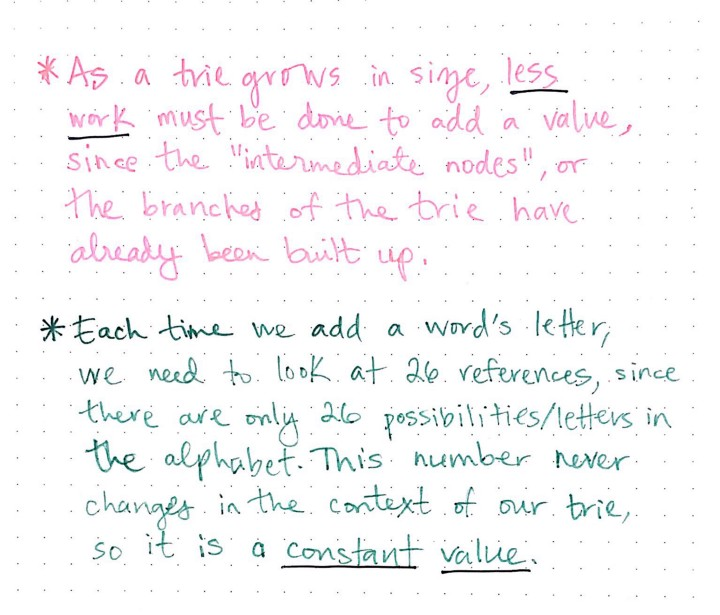 * As a trie grows in size, less
work must be done to add a value,
since the "intermediate nodes", or
the branches of the trie have
already been built up.
* Each time we add a word's letter,
we need to look at 26 references, since
there are only 26 possibilities/letters in
the alphabet. This number never
changes in the context of our trie,
so it is a constant value.